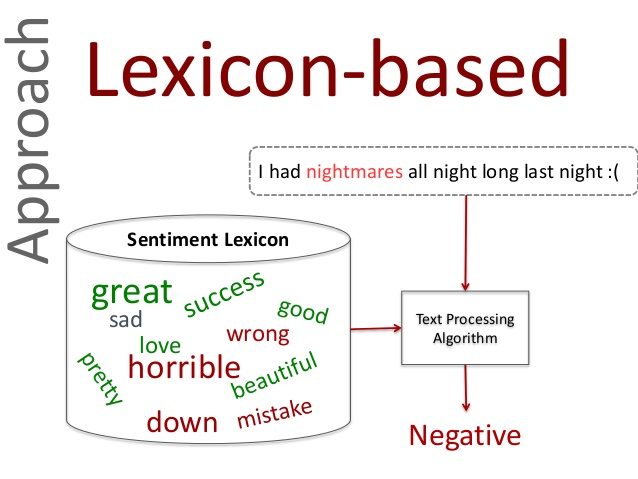 Approach
Lexicon-based
I had nightmares all night long last night :(
Sentiment Lexicon
great
success
good
sad
love
wrong
pretty
horrible
beautiful
down
mistake
Text Processing
Algorithm
Negative